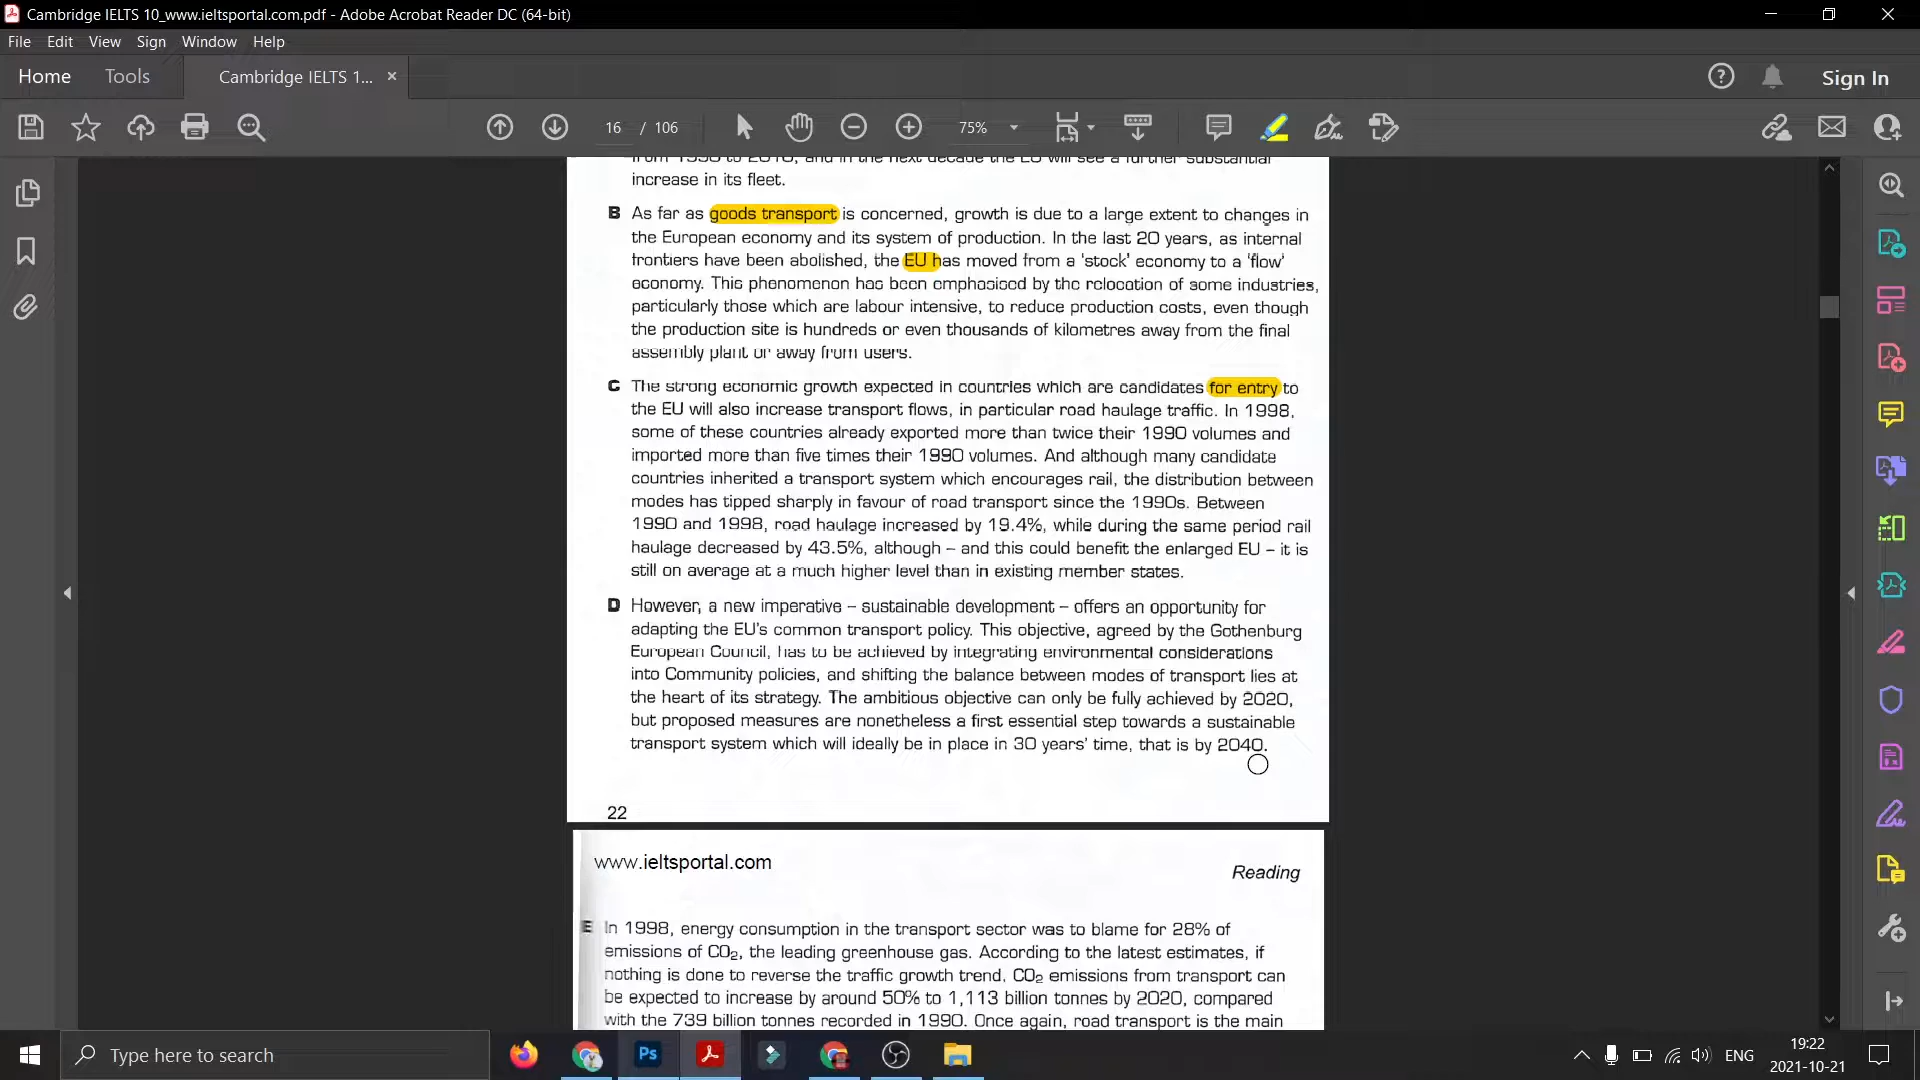 Cambridge IELTS 10_www.ieltsportal.com.pdf - Adobe Acrobat Reader DC (64-bit)
File Edit View Sign Window Help
Home Tools Cambridge IELTS 1... × Sign In
16 / 106 75%
from 1990 to 2010, and in the next decade the EU will see a further substantial
increase in its fleet.
B As far as goods transport is concerned, growth is due to a large extent to changes in
the European economy and its system of production. In the last 20 years, as internal
frontiers have been abolished, the EU has moved from a 'stock' economy to a 'flow'
economy. This phenomenon has been emphasised by the relocation of some industries,
particularly those which are labour intensive, to reduce production costs, even though
the production site is hundreds or even thousands of kilometres away from the final
assembly plant or away from users.
C The strong economic growth expected in countries which are candidates for entry to
the EU will also increase transport flows, in particular road haulage traffic. In 1998,
some of these countries already exported more than twice their 1990 volumes and
imported more than five times their 1990 volumes. And although many candidate
countries inherited a transport system which encourages rail, the distribution between
modes has tipped sharply in favour of road transport since the 1990s. Between
1990 and 1998, road haulage increased by 19.4%, while during the same period rail
haulage decreased by 43.5%, although – and this could benefit the enlarged EU – it is
still on average at a much higher level than in existing member states.
D However, a new imperative – sustainable development – offers an opportunity for
adapting the EU's common transport policy. This objective, agreed by the Gothenburg
European Council, has to be achieved by integrating environmental considerations
into Community policies, and shifting the balance between modes of transport lies at
the heart of its strategy. The ambitious objective can only be fully achieved by 2020,
but proposed measures are nonetheless a first essential step towards a sustainable
transport system which will ideally be in place in 30 years' time, that is by 2040.
22
www.ieltsportal.com
Reading
E In 1998, energy consumption in the transport sector was to blame for 28% of
emissions of CO₂, the leading greenhouse gas. According to the latest estimates, if
nothing is done to reverse the traffic growth trend, CO₂ emissions from transport can
be expected to increase by around 50% to 1,113 billion tonnes by 2020, compared
with the 739 billion tonnes recorded in 1990. Once again, road transport is the main
Type here to search
Ps
ENG
19:22
2021-10-21